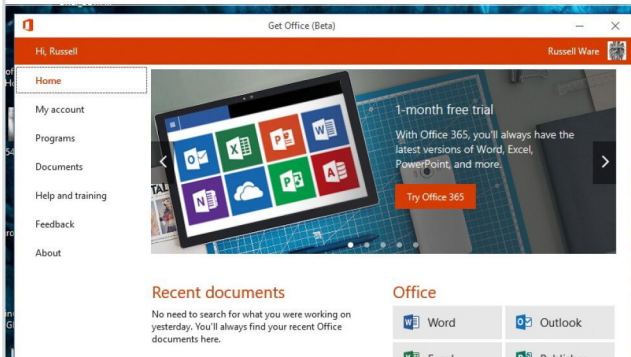 Get Office (Beta)
Hi, Russell
Russell Ware
Home
My account
Programs
Documents
Help and training
Feedback
About
1-month free trial
With Office 365, you'll always have the
latest versions of Word, Excel,
PowerPoint, and more.
Try Office 365
Recent documents
No need to search for what you were working on
yesterday. You'll always find your recent Office
documents here.
Office
Word
Outlook